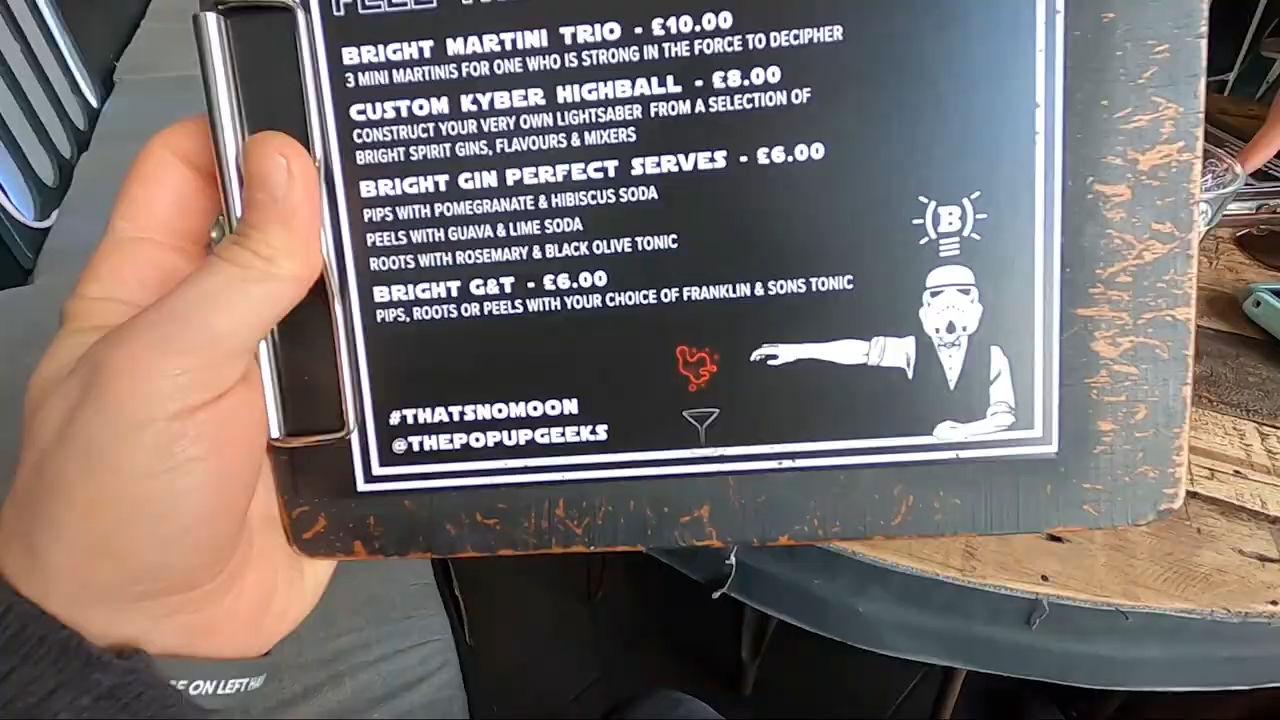 BRIGHT MARTINI TRIO - £10.00
3 MINI MARTINIS FOR ONE WHO IS STRONG IN THE FORCE TO DECIPHER
CUSTOM KYBER HIGHBALL - £8.00
CONSTRUCT YOUR VERY OWN LIGHTSABER FROM A SELECTION OF
BRIGHT SPIRIT GINS, FLAVOURS & MIXERS
BRIGHT GIN PERFECT SERVES - £6.00
PIPS WITH POMEGRANATE & HIBISCUS SODA
PEELS WITH GUAVA & LIME SODA
ROOTS WITH ROSEMARY & BLACK OLIVE TONIC
BRIGHT G&T - £6.00
PIPS, ROOTS OR PEELS WITH YOUR CHOICE OF FRANKLIN & SONS TONIC
B
#THATSNOMOON
@THEPOPUPGEEKS
ON LEFT